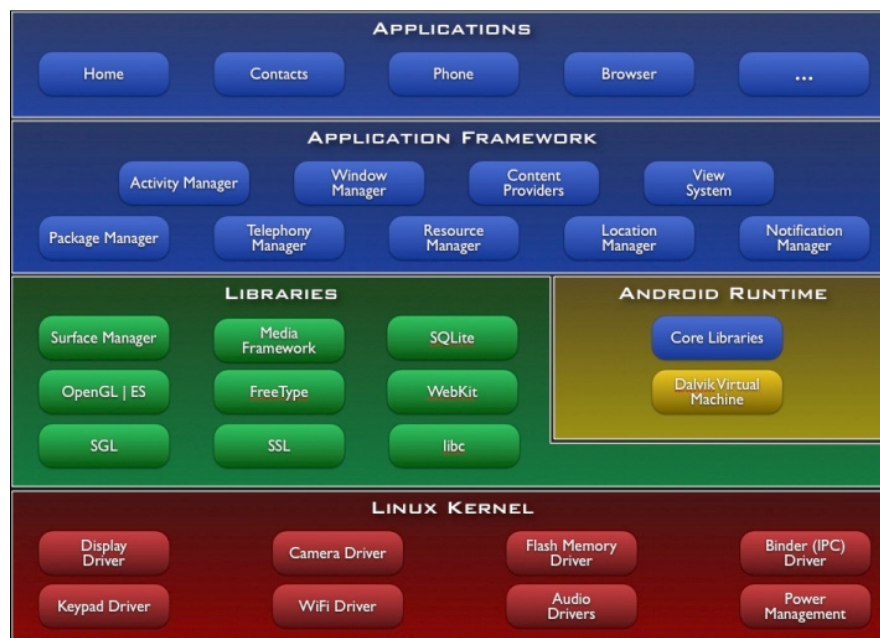 APPLICATIONS
Home
Contacts
Phone
Browser
...
APPLICATION FRAMEWORK
Activity Manager
Window
Manager
Content
Providers
View
System
Package Manager
Telephony
Manager
Resource
Manager
Location
Manager
Notification
Manager
LIBRARIES
Surface Manager
Media
Framework
SQLite
OpenGL | ES
FreeType
WebKit
SGL
SSL
libc
ANDROID RUNTIME
Core Libraries
Dalvik Virtual
Machine
LINUX KERNEL
Display
Driver
Camera Driver
Flash Memory
Driver
Binder (IPC)
Driver
Keypad Driver
WiFi Driver
Audio
Drivers
Power
Management